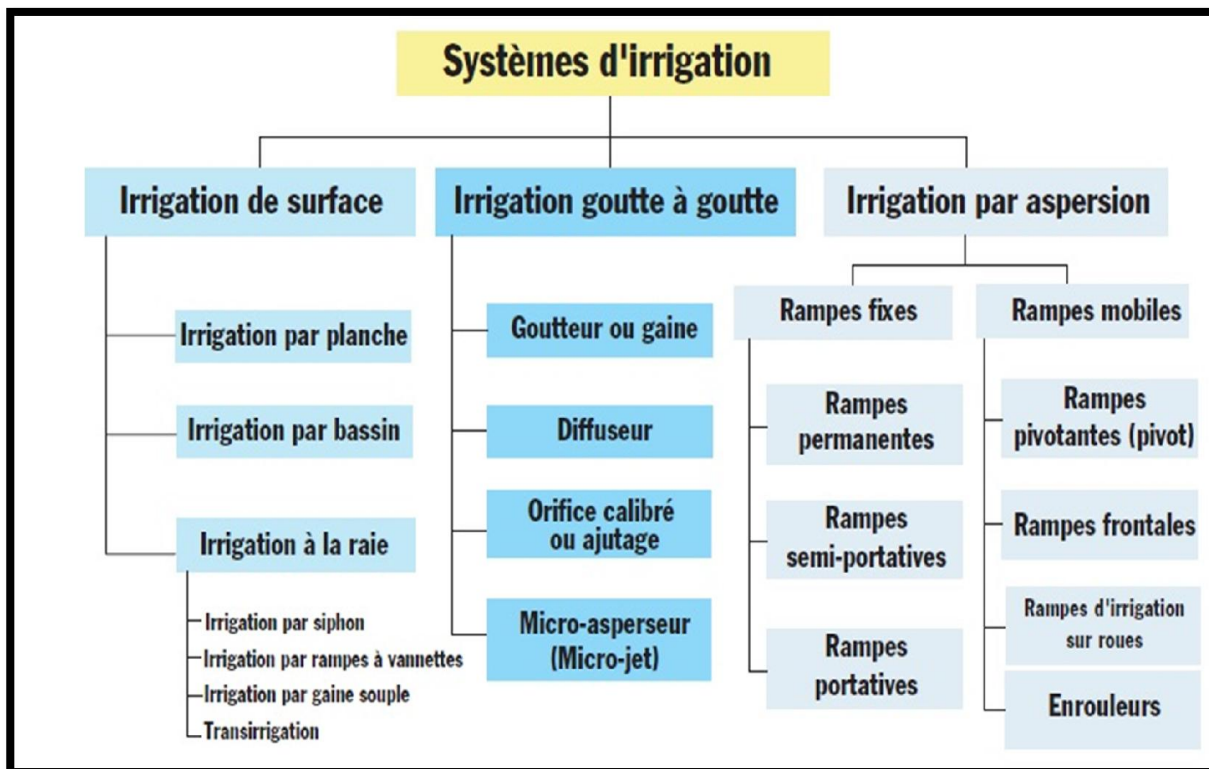 Systèmes d'irrigation
Irrigation de surface
Irrigation par planche
Irrigation par bassin
Irrigation à la raie
Irrigation par siphon
Irrigation par rampes à vannettes
Irrigation par gaine souple
Transirrigation
Irrigation goutte à goutte
Goutteur ou gaine
Diffuseur
Orifice calibré
ou ajutage
Micro-asperseur
(Micro-jet)
Irrigation par aspersion
Rampes fixes
Rampes
permanentes
Rampes
semi-portatives
Rampes
portatives
Rampes mobiles
Rampes
pivotantes (pivot)
Rampes frontales
Rampes d'irrigation
sur roues
Enrouleurs